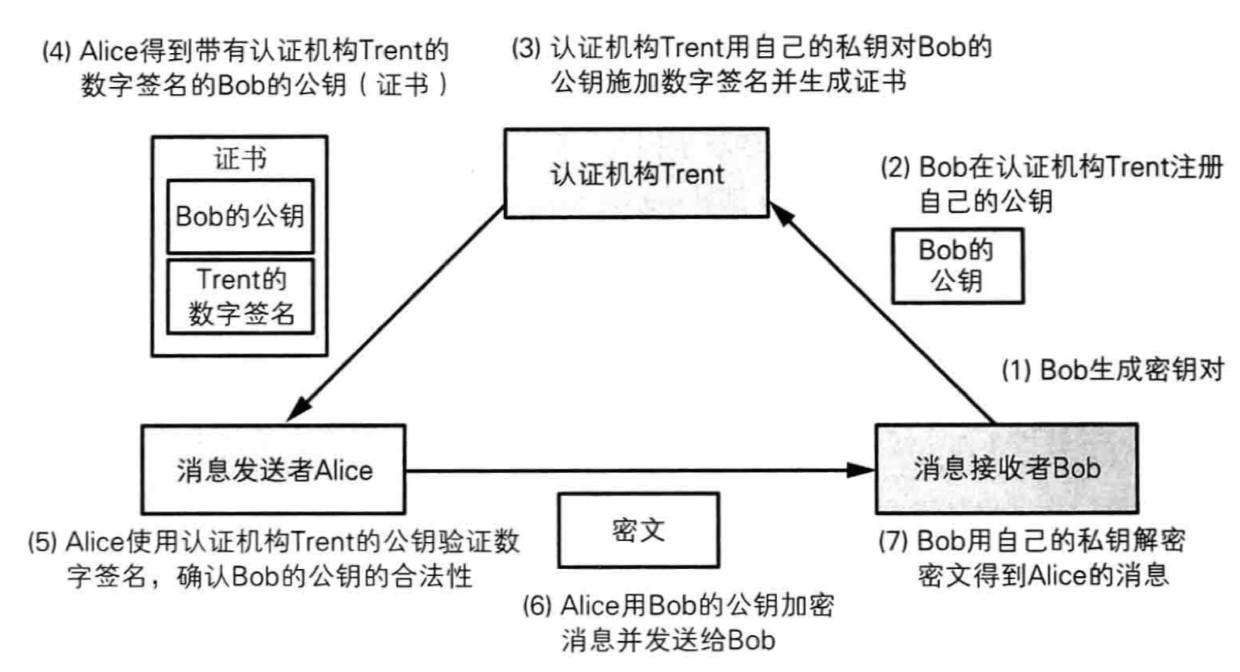 (4) Alice得到带有认证机构Trent的
数字签名的Bob的公钥（证书）
(3) 认证机构Trent用自己的私钥对Bob的
公钥施加数字签名并生成证书
证书
Bob的公钥
Trent的
数字签名
认证机构Trent
(2) Bob在认证机构Trent注册
自己的公钥
Bob的
公钥
(1) Bob生成密钥对
消息发送者Alice
消息接收者Bob
(5) Alice使用认证机构Trent的公钥验证数
字签名，确认Bob的公钥的合法性
密文
(6) Alice用Bob的公钥加密
消息并发送给Bob
(7) Bob用自己的私钥解密
密文得到Alice的消息